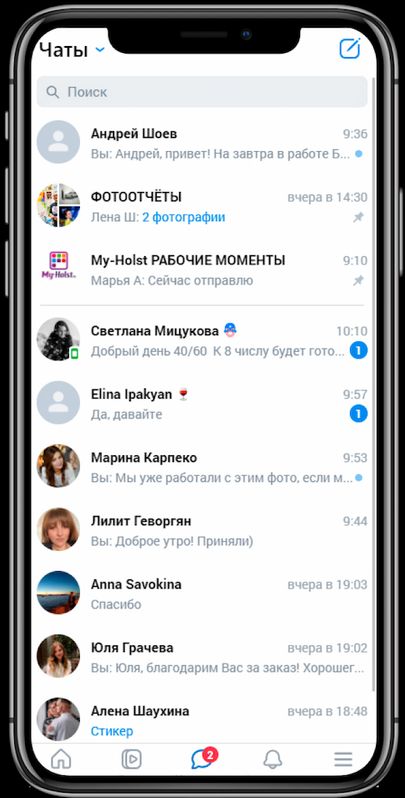 Чаты
Поиск
Андрей Шоев 9:36
Вы: Андрей, привет! На завтра в работе Б...
ФОТООТЧЁТЫ вчера в 14:30
Лена Ш: 2 фотографии
My-Holst РАБОЧИЕ МОМЕНТЫ 9:10
My-Holst.
Марья А: Сейчас отправлю
Светлана Мицукова 10:10
Добрый день 40/60 К 8 числу будет гото... 1
Elina Ipakyan 9:57
Да, давайте 1
Марина Карпеко 9:53
Вы: Мы уже работали с этим фото, если м...
Лилит Геворгян 9:44
Вы: Доброе утро! Приняли)
Anna Savokina вчера в 19:03
Спасибо
Юля Грачева вчера в 19:02
Вы: Юля, благодарим Вас за заказ! Хорошег...
Алена Шаухина вчера в 18:48
Стикер
2